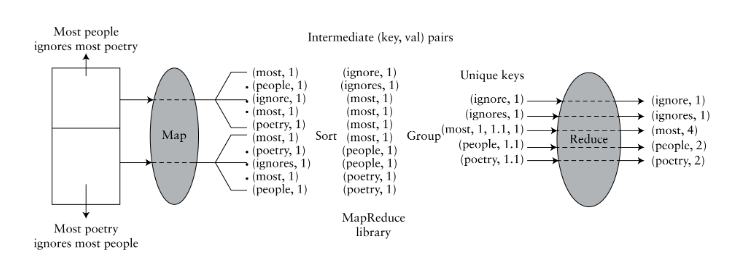 Most people
ignores most poetry
Intermediate (key, val) pairs
(most, 1)
(people, 1)
(ignore, 1)
(most, 1)
(poetry, 1)
(most, 1)
(poetry, 1)
(ignores, 1)
(most, 1)
(people, 1)
Map
Sort
(ignore, 1)
(ignores, 1)
(most, 1)
(most, 1)
(most, 1)
(most, 1)
(people, 1)
(people, 1)
(poetry, 1)
(poetry, 1)
Group
Unique keys
(ignore, 1)
(ignores, 1)
(most, 1, 1.1, 1)
(people, 1.1)
(poetry, 1.1)
Reduce
(ignore, 1)
(ignores, 1)
(most, 4)
(people, 2)
(poetry, 2)
MapReduce
library
Most poetry
ignores most people